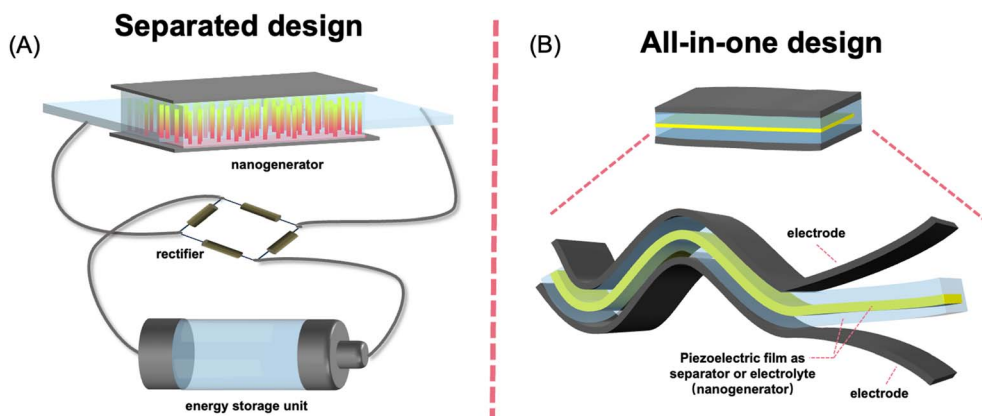 (A)
Separated design
nanogenerator
rectifier
energy storage unit
(B)
All-in-one design
electrode
Piezoelectric film as
separator or electrolyte
(nanogenerator)
electrode